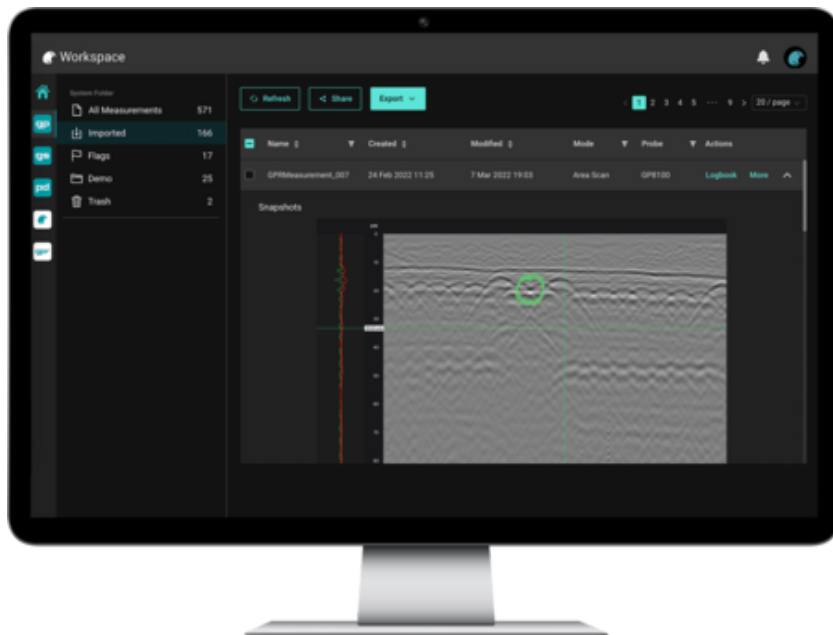 Workspace
System Folder
All Measurements 571
Imported 166
Flags 17
Demo 25
Trash 2
gp
gs
pd
Refresh Share Export
1 2 3 4 5 ... 9 20 / page
Name Created Modified Mode Probe Actions
GPRMeasurement_007 24 Feb 2022 11:25 7 Mar 2022 19:03 Area Scan GP8100 Logbook More
Snapshots